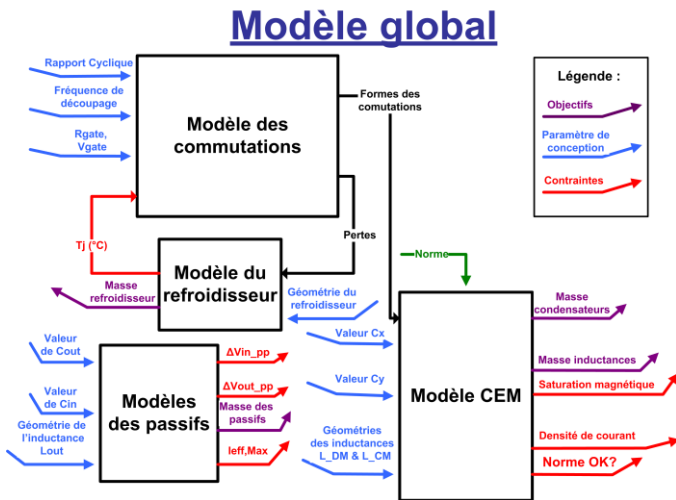 Modèle global
Rapport Cyclique
Fréquence de
découpage
Rgate,
Vgate
Modèle des
commutations
Formes des
comutations
Légende :
Objectifs
Paramètre de
conception
Contraintes
Tj (°C)
Pertes
Norme
Masse
refroidisseur
Modèle du
refroidisseur
Géométrie du
refroidisseur
Valeur
de Cout
Valeur
de Cin
Géométrie de
l'inductance
Lout
Modèles
des passifs
ΔVin_pp
ΔVout_pp
Masse des
passifs
Ieff,Max
Valeur Cx
Valeur Cy
Géométries
des inductances
L_DM & L_CM
Modèle CEM
Masse
condensateurs
Masse inductances
Saturation magnétique
Densité de courant
Norme OK?